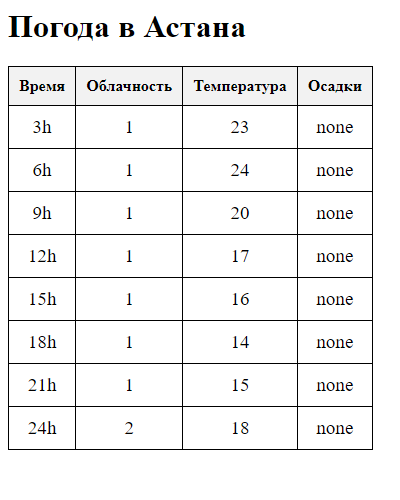 Погода в Астана
Время Облачность Температура Осадки
3h 1 23 none
6h 1 24 none
9h 1 20 none
12h 1 17 none
15h 1 16 none
18h 1 14 none
21h 1 15 none
24h 2 18 none